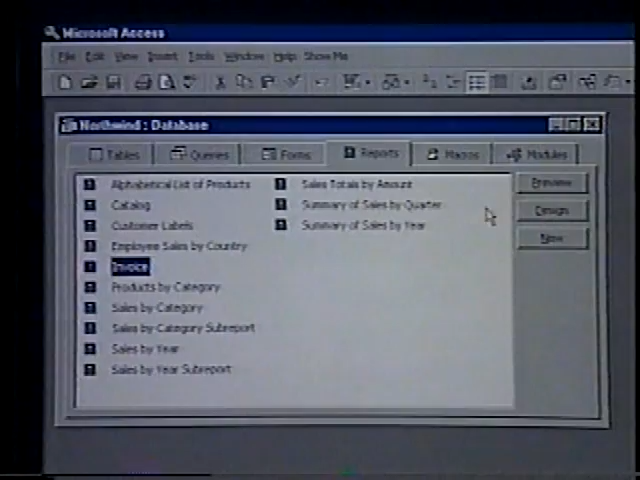 Microsoft Access
File Edit View Insert Tools Window Help Show Me
Northwind : Database
Tables Queries Forms Reports Macros Modules
Alphabetical List of Products
Catalog
Customer Labels
Employee Sales by Country
Invoice
Products by Category
Sales by Category
Sales by Category Subreport
Sales by Year
Sales by Year Subreport
Sales Totals by Amount
Summary of Sales by Quarter
Summary of Sales by Year
Preview
Design
New